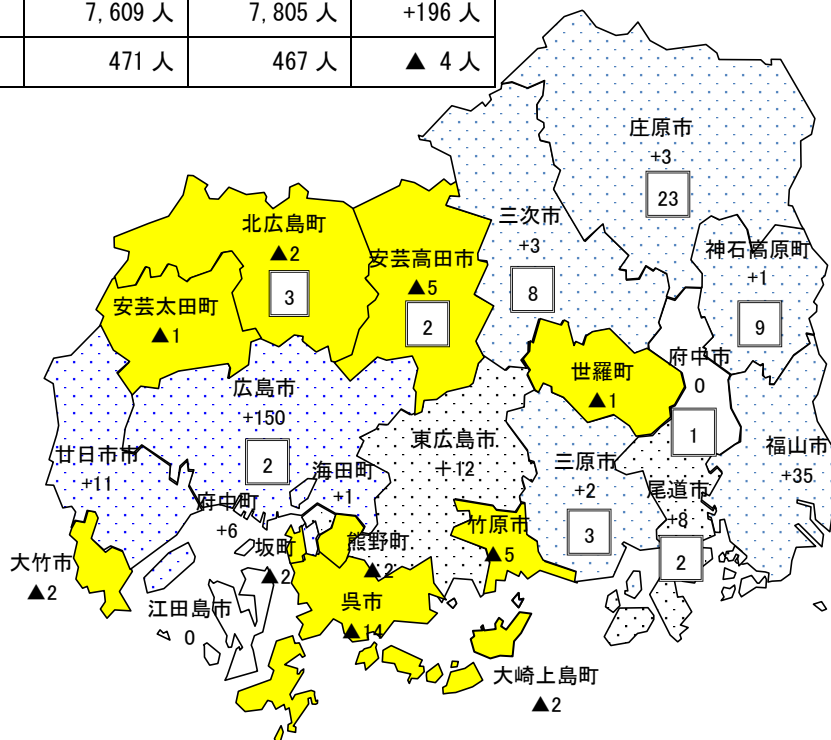 7,609 人 7,805 人 +196 人
471 人 467 人 ▲ 4 人
庄原市
+3
23
三次市
+3
8
北広島町
▲2
3
安芸高田市
▲5
2
神石高原町
+1
9
安芸太田町
▲1
府中市
0
1
世羅町
▲1
広島市
+150
2
東広島市
+12
福山市
+35
廿日市市
+11
海田町
+1
三原市
+2
3
尾道市
+8
2
府中町
+6
竹原市
▲5
坂町
▲2
熊野町
▲2
大竹市
▲2
呉市
▲14
江田島市
0
大崎上島町
▲2